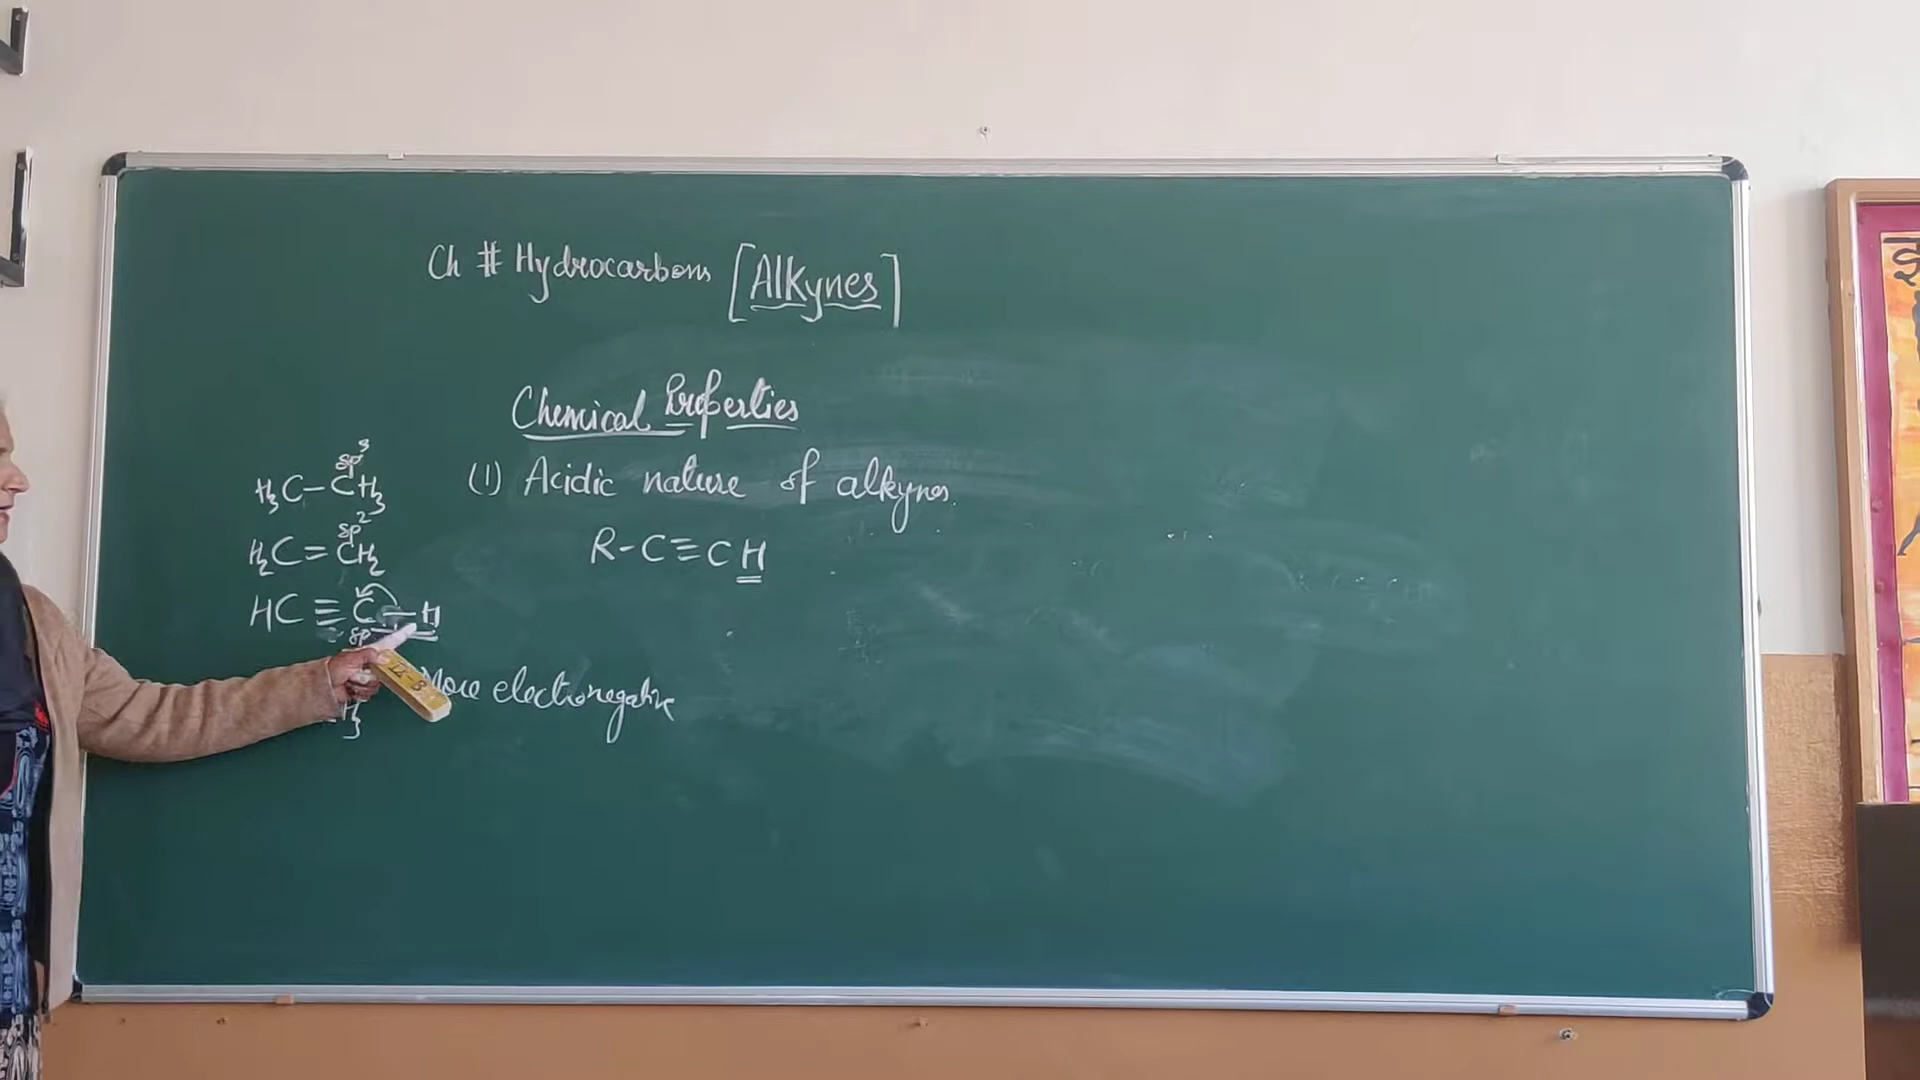 Ch # Hydrocarbons [Alkynes]
Chemical Properties
(1) Acidic nature of alkynes.
R-C≡CH
sp³
H₃C-CH₃
sp²
H₂C=CH₂
HC≡C-H
sp
More electronegative